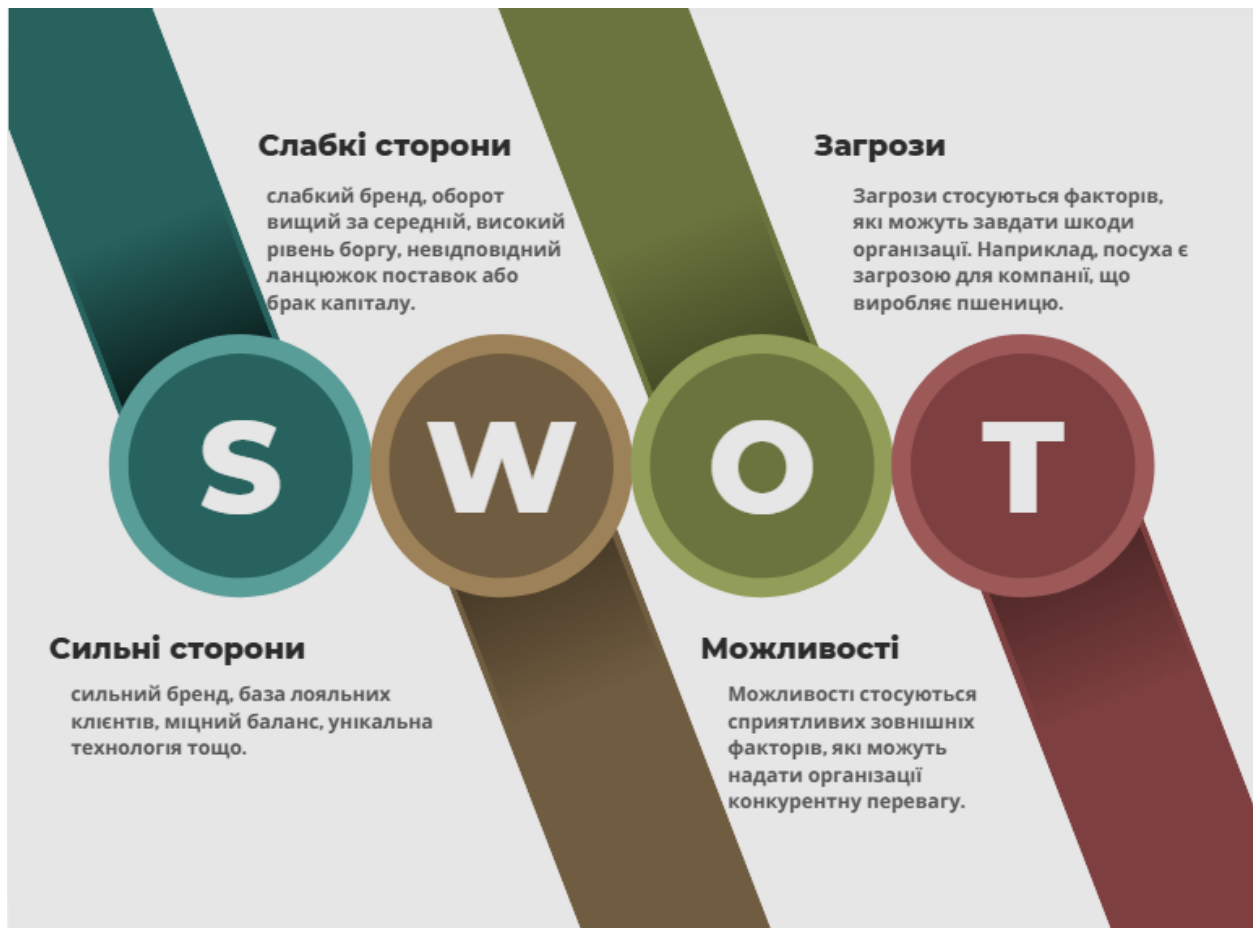 Слабкі сторони
слабкий бренд, оборот
вищий за середній, високий
рівень боргу, невідповідний
ланцюжок поставок або
брак капіталу.
Загрози
Загрози стосуються факторів,
які можуть завдати шкоди
організації. Наприклад, посуха є
загрозою для компанії, що
виробляє пшеницю.
S W O T
Сильні сторони
сильний бренд, база лояльних
клієнтів, міцний баланс, унікальна
технологія тощо.
Можливості
Можливості стосуються
сприятливих зовнішніх
факторів, які можуть
надати організації
конкурентну перевагу.